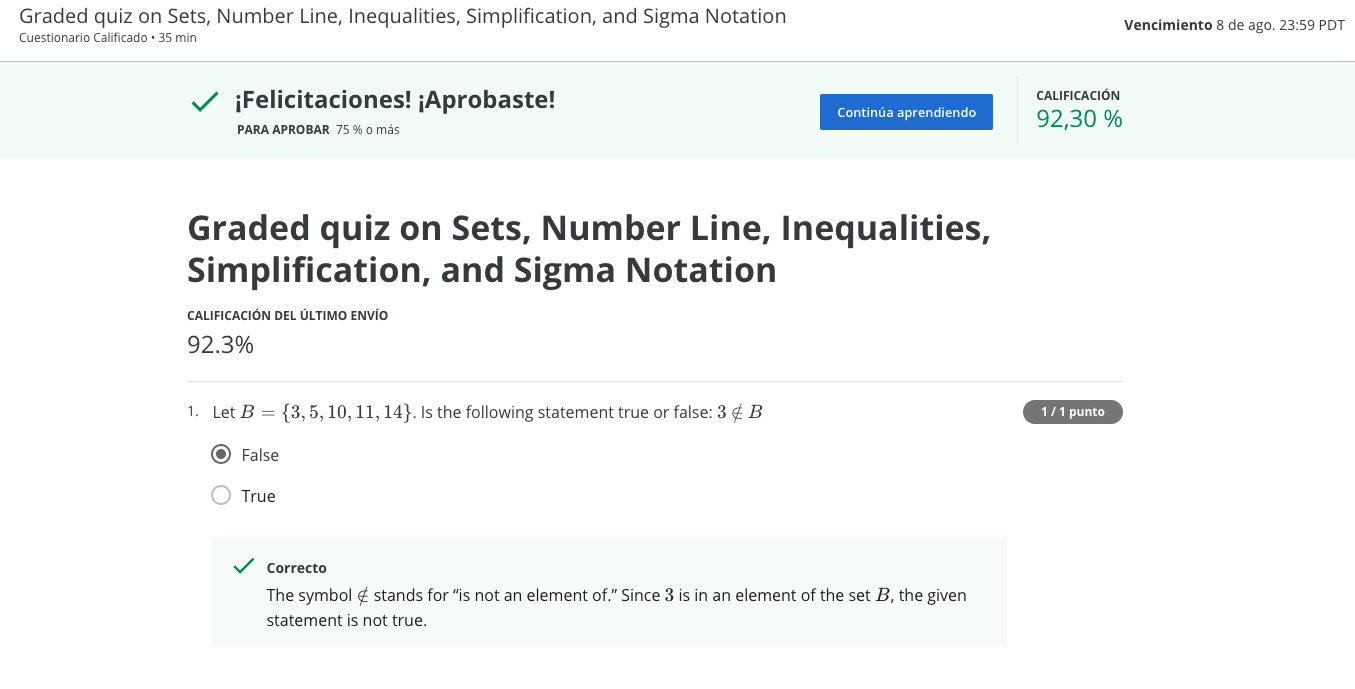 Graded quiz on Sets, Number Line, Inequalities, Simplification, and Sigma Notation
Cuestionario Calificado • 35 min
Vencimiento 8 de ago. 23:59 PDT
¡Felicitaciones! ¡Aprobaste!
PARA APROBAR 75 % o más
Continúa aprendiendo
CALIFICACIÓN
92,30 %
Graded quiz on Sets, Number Line, Inequalities,
Simplification, and Sigma Notation
CALIFICACIÓN DEL ÚLTIMO ENVÍO
92.3%
1. Let B = {3, 5, 10, 11, 14}. Is the following statement true or false: 3 ∉ B
1 / 1 punto
False
True
Correcto
The symbol ∉ stands for “is not an element of.” Since 3 is in an element of the set B, the given
statement is not true.